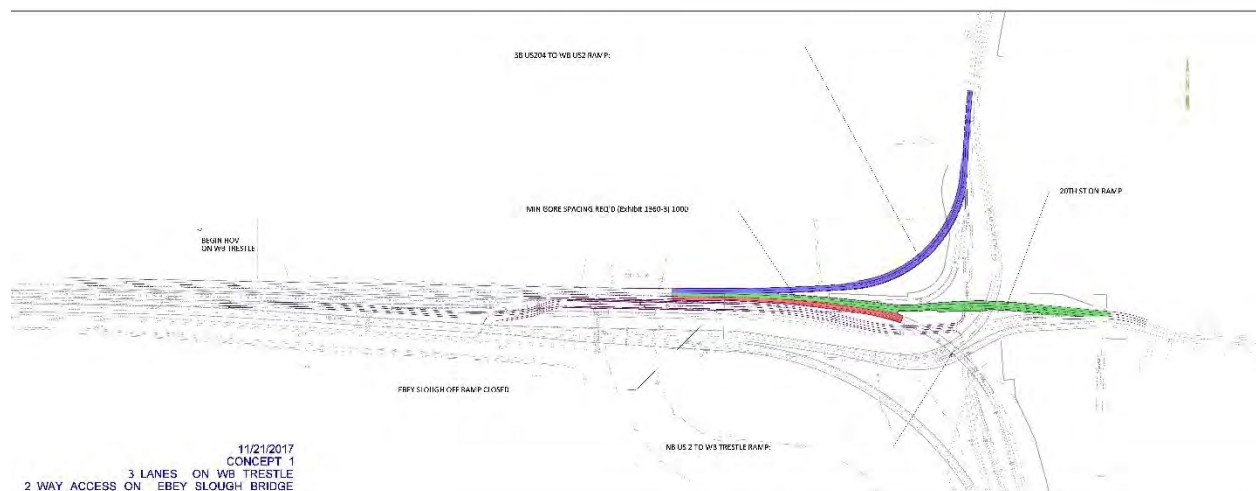 SB US204 TO WB US2 RAMP:
20TH ST ON RAMP
MIN GORE SPACING REQ'D (Exhibit 1360-3) 1000
BEGIN HOV
ON WB TRESTLE
EBEY SLOUGH OFF RAMP CLOSED
NB US 2 TO WB TRESTLE RAMP:
11/21/2017
CONCEPT 1
3 LANES ON WB TRESTLE
2 WAY ACCESS ON EBEY SLOUGH BRIDGE